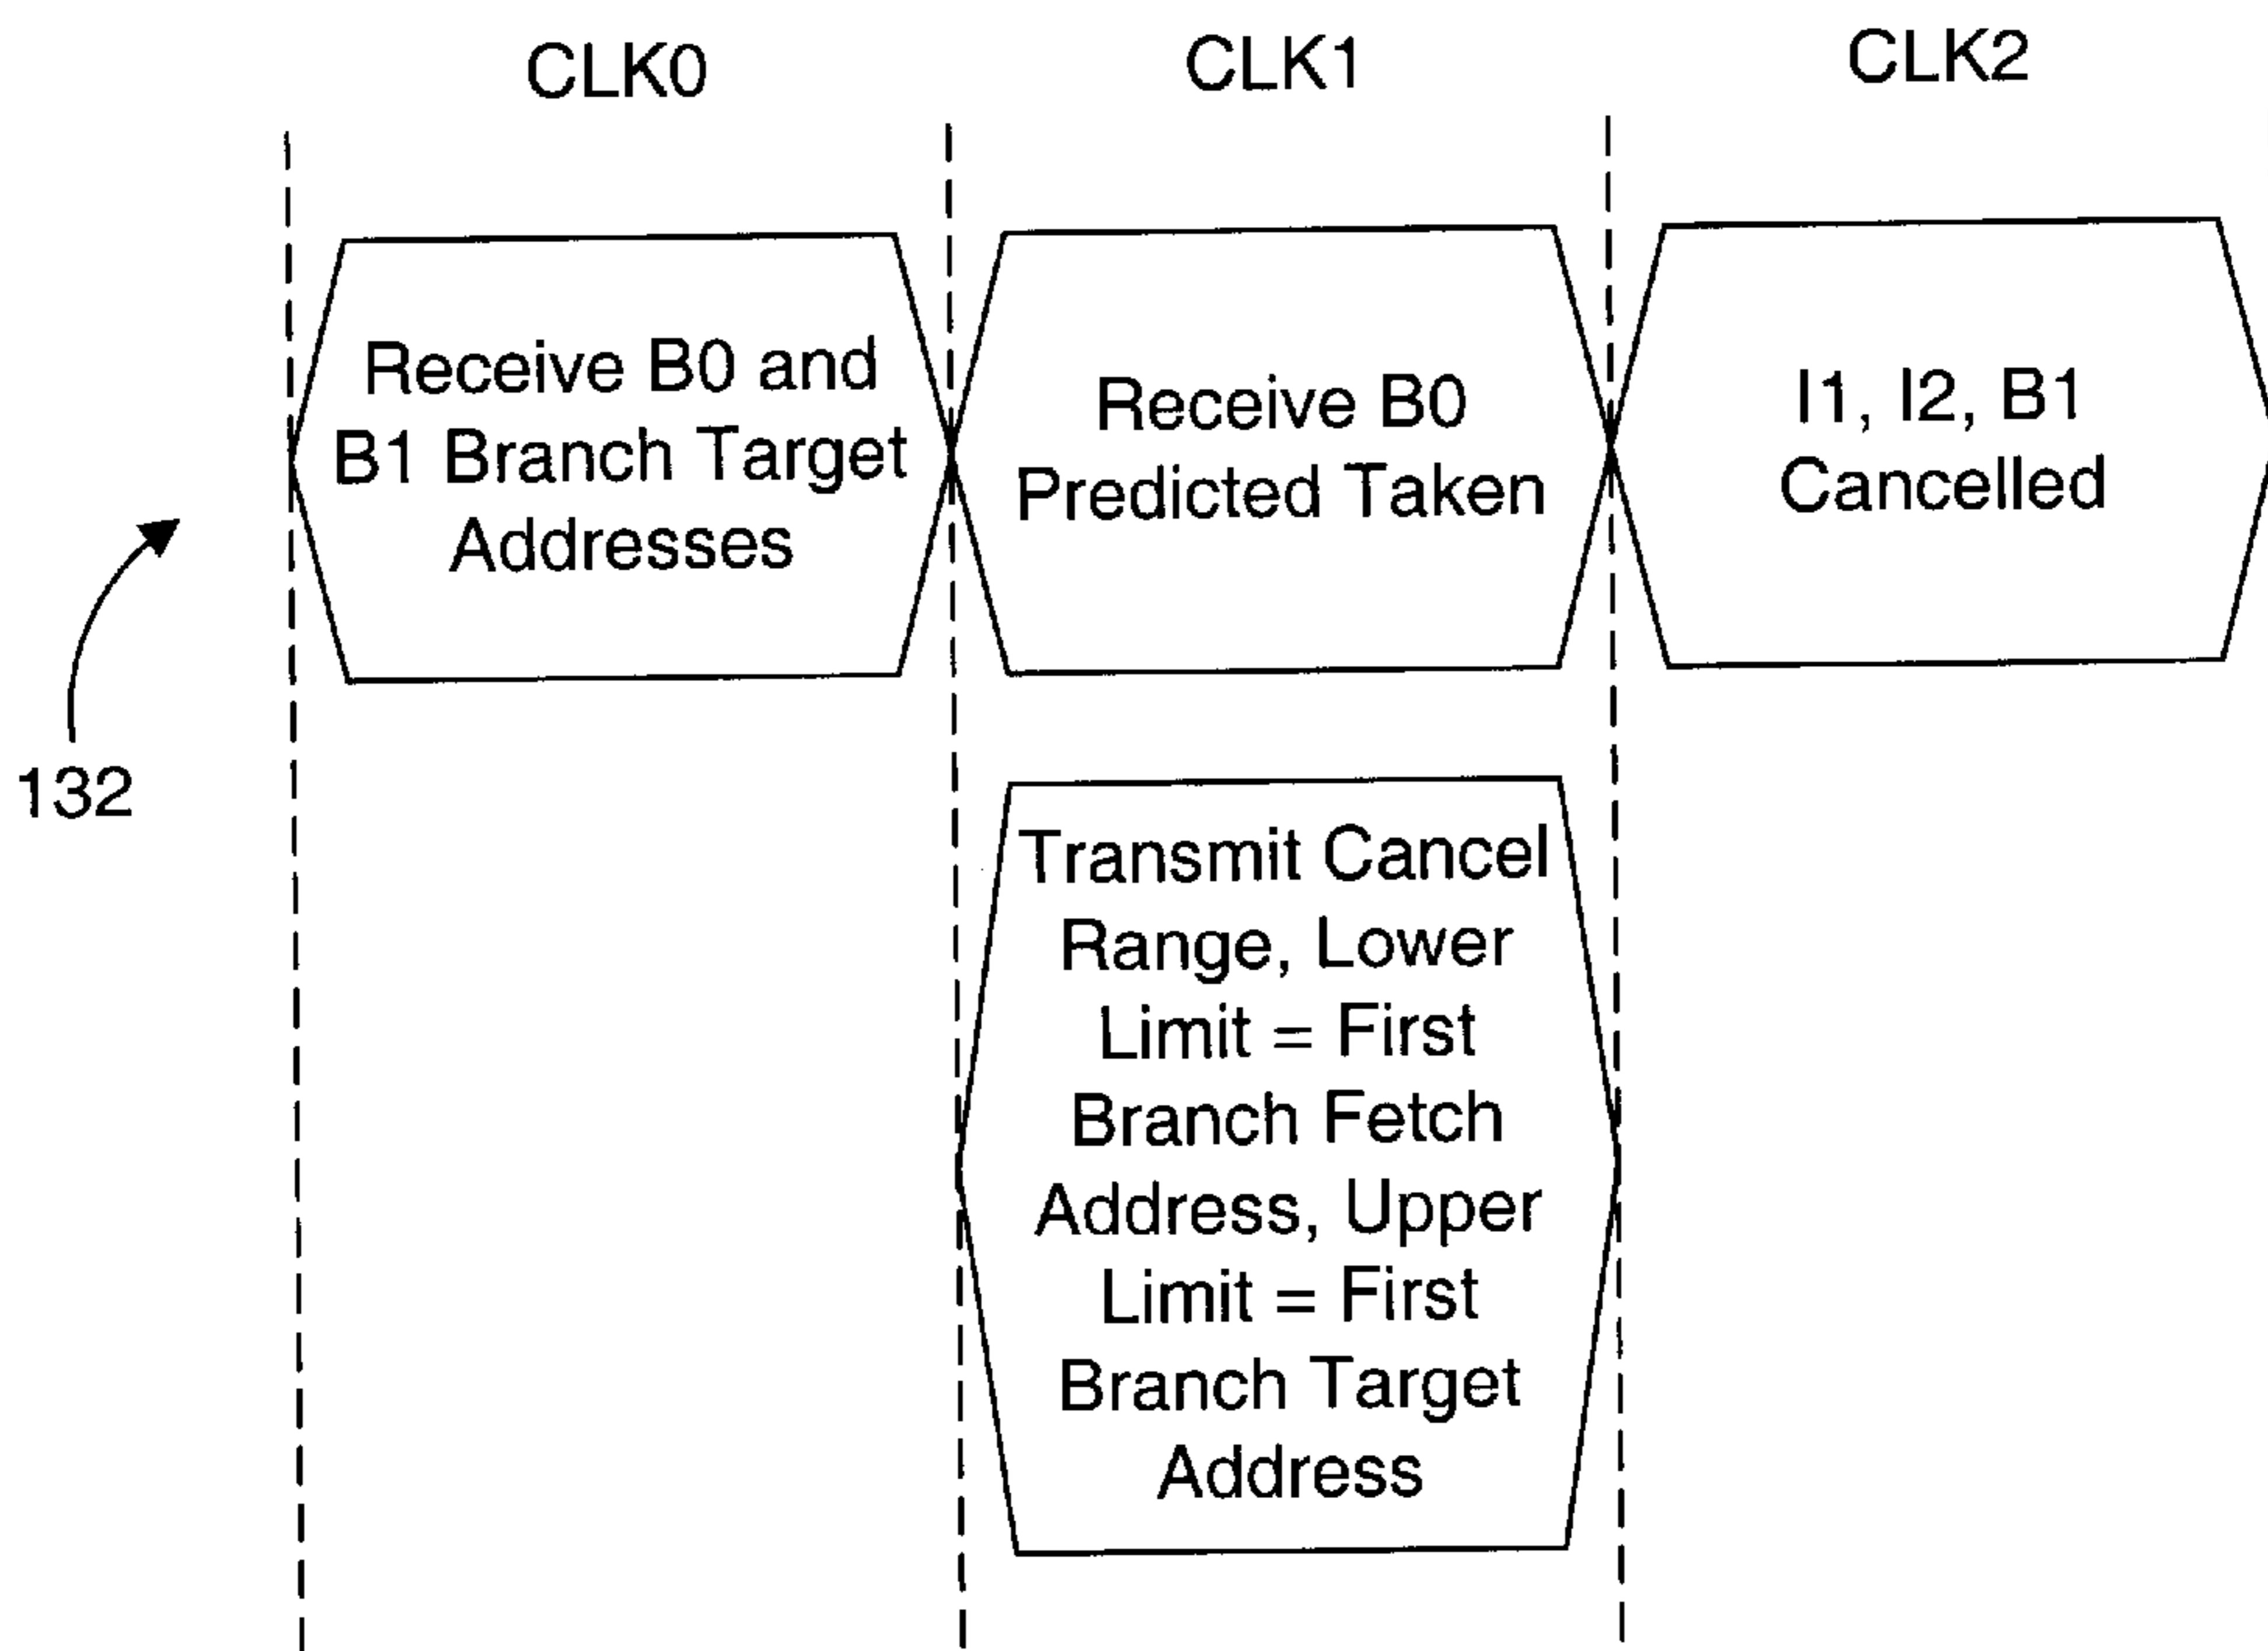 CLK0
CLK1
CLK2
Receive B0 and
B1 Branch Target
Addresses
Receive B0
Predicted Taken
I1, I2, B1
Cancelled
132
Transmit Cancel
Range, Lower
Limit = First
Branch Fetch
Address, Upper
Limit = First
Branch Target
Address